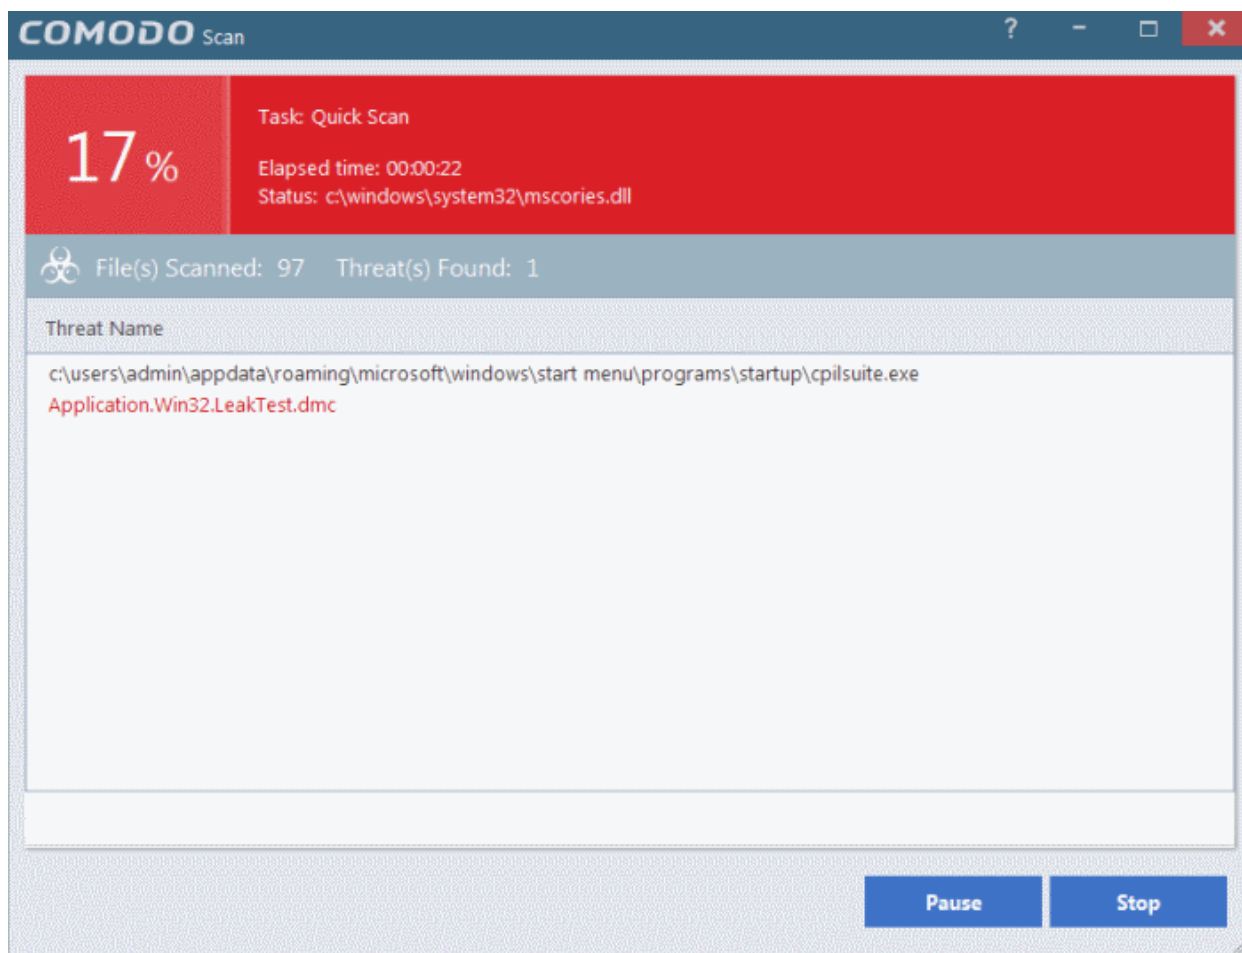 COMODO Scan ?
17 %
Task: Quick Scan
Elapsed time: 00:00:22
Status: c:\windows\system32\mscories.dll
File(s) Scanned: 97 Threat(s) Found: 1
Threat Name
c:\users\admin\appdata\roaming\microsoft\windows\start menu\programs\startup\cpilsuite.exe
Application.Win32.LeakTest.dmc
Pause Stop